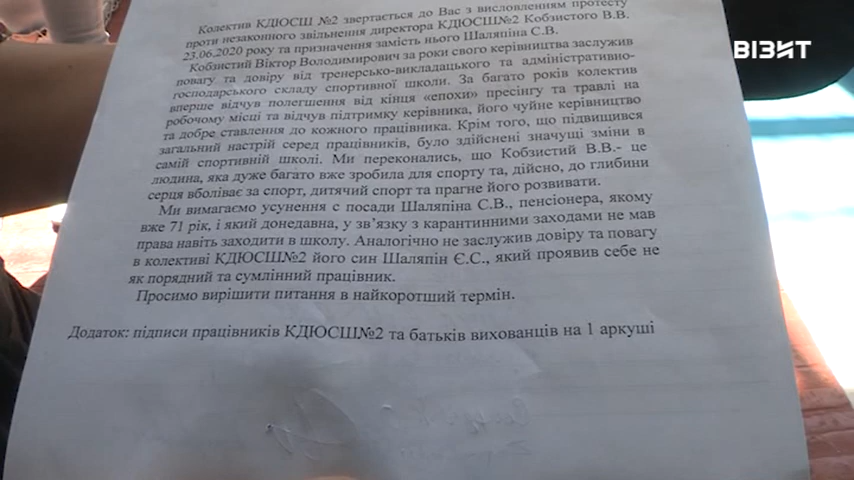 ВІЗИТ
Колектив КДЮСШ №2 звертається до Вас з висловленням протесту
проти незаконного звільнення директора КДЮСШ№2 Кобзистого В.В.
23.06.2020 року та призначення замість нього Шаляпіна С.В.
Кобзистий Віктор Володимирович за роки свого керівництва заслужив
повагу та довіру від тренерсько-викладацького та адміністративно-
господарського складу спортивної школи. За багато років колектив
вперше відчув полегшення від кінця «епохи» пресінгу та травлі на
робочому місці та відчув підтримку керівника, його чуйне керівництво
та добре ставлення до кожного працівника. Крім того, що підвищився
загальний настрій серед працівників, було здійснені значущі зміни в
самій спортивній школі. Ми переконались, що Кобзистий В.В.- це
людина, яка дуже багато вже зробила для спорту та, дійсно, до глибини
серця вболіває за спорт, дитячий спорт та прагне його розвивати.
Ми вимагаємо усунення с посади Шаляпіна С.В., пенсіонера, якому
вже 71 рік, і який донедавна, у зв’язку з карантинними заходами не мав
права навіть заходити в школу. Аналогічно не заслужив довіру та повагу
в колективі КДЮСШ№2 його син Шаляпін Є.С., який проявив себе не
як порядний та сумлінний працівник.
Просимо вирішити питання в найкоротший термін.
Додаток: підписи працівників КДЮСШ№2 та батьків вихованців на 1 аркуші